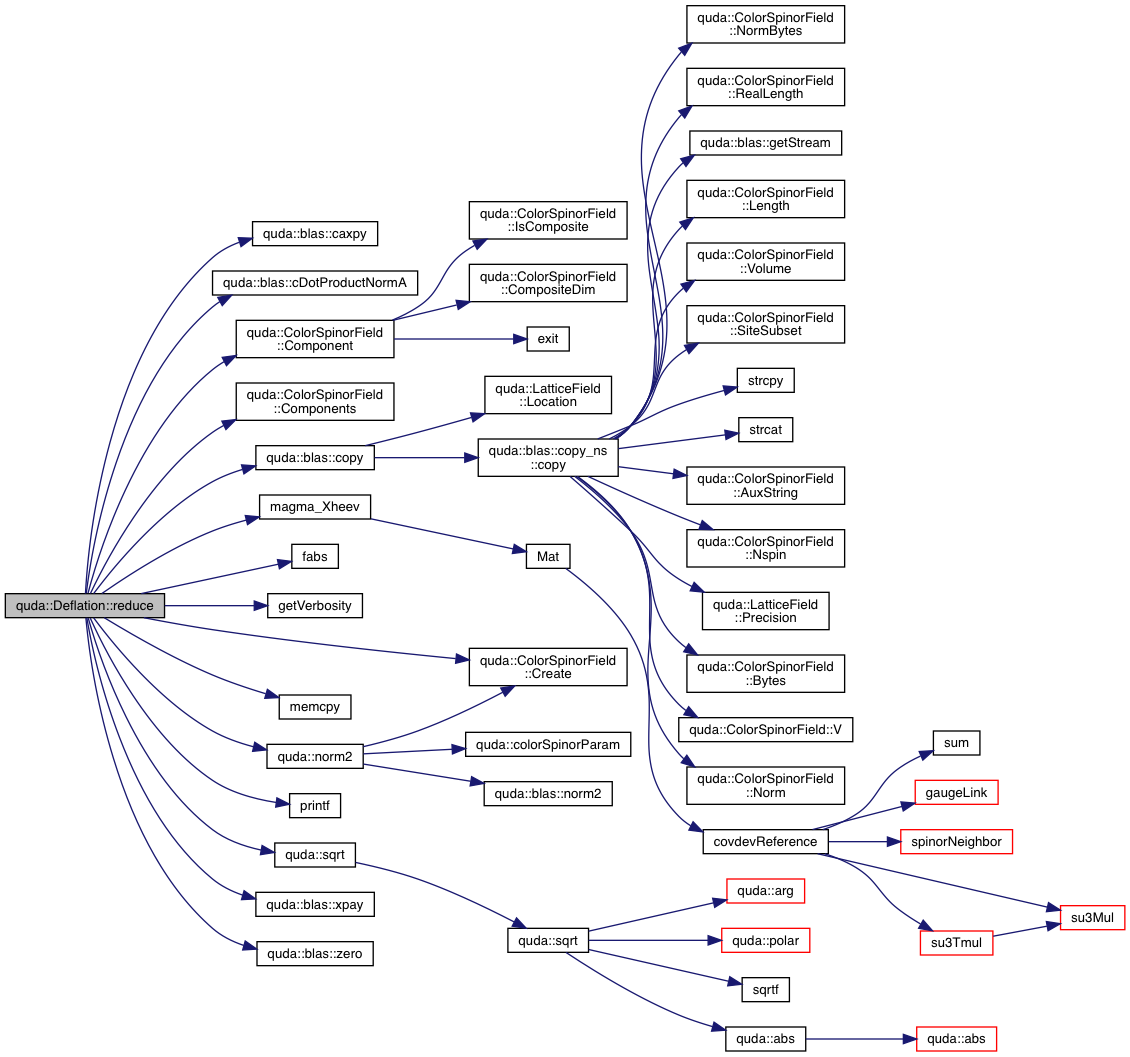 quda::Deflation::reduce
quda::blas::caxpy
quda::blas::cDotProductNormA
quda::ColorSpinorField
::Component
quda::ColorSpinorField
::Components
quda::blas::copy
magma_Xheev
fabs
getVerbosity
memcpy
quda::norm2
printf
quda::sqrt
quda::blas::xpay
quda::blas::zero
quda::ColorSpinorField
::IsComposite
quda::ColorSpinorField
::CompositeDim
exit
quda::LatticeField
::Location
quda::blas::copy_ns
::copy
Mat
quda::ColorSpinorField
::Create
quda::colorSpinorParam
quda::blas::norm2
quda::sqrt
quda::ColorSpinorField
::NormBytes
quda::ColorSpinorField
::RealLength
quda::blas::getStream
quda::ColorSpinorField
::Length
quda::ColorSpinorField
::Volume
quda::ColorSpinorField
::SiteSubset
strcpy
strcat
quda::ColorSpinorField
::AuxString
quda::ColorSpinorField
::Nspin
quda::LatticeField
::Precision
quda::ColorSpinorField
::Bytes
quda::ColorSpinorField::V
quda::ColorSpinorField
::Norm
covdevReference
quda::arg
quda::polar
sqrtf
quda::abs
sum
gaugeLink
spinorNeighbor
su3Tmul
su3Mul
quda::abs